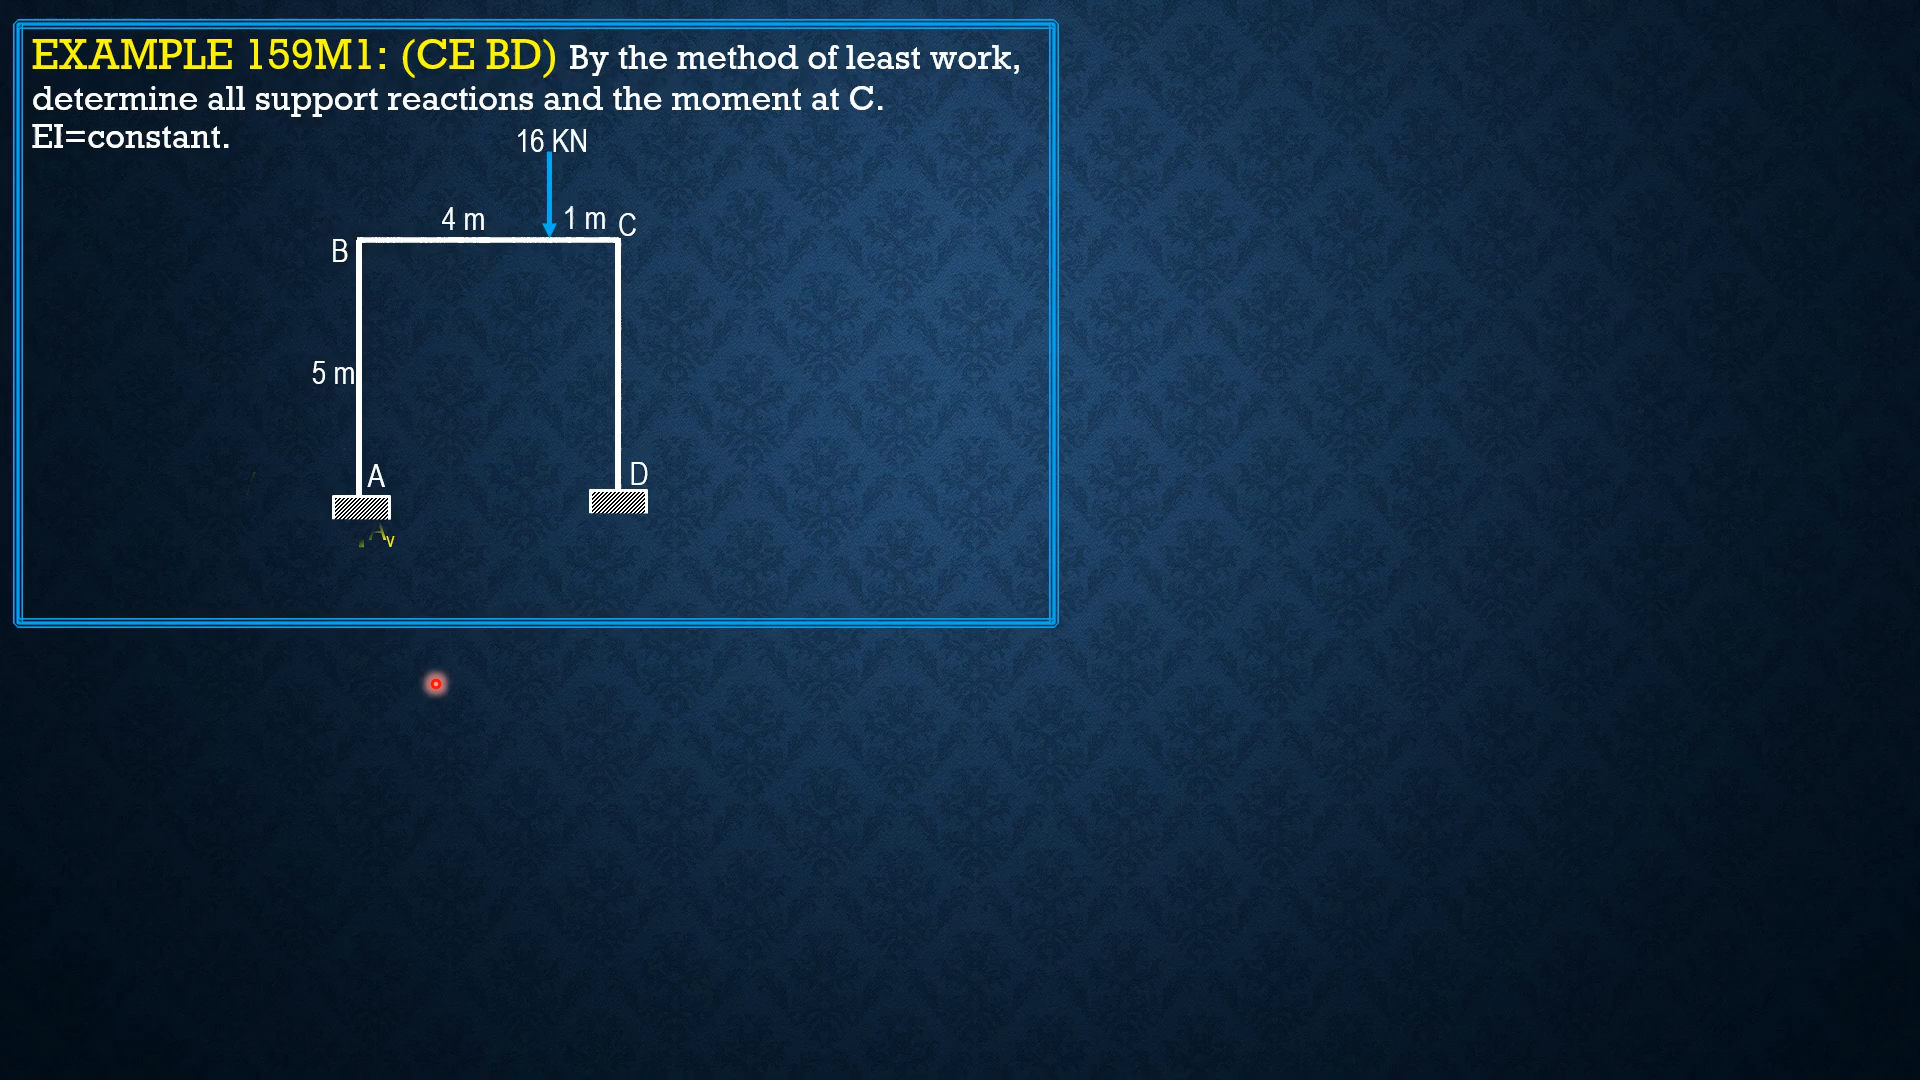 EXAMPLE 159M1: (CE BD) By the method of least work,
determine all support reactions and the moment at C.
EI=constant.
16 KN
4 m
1 m
C
B
5 m
A
D
Av